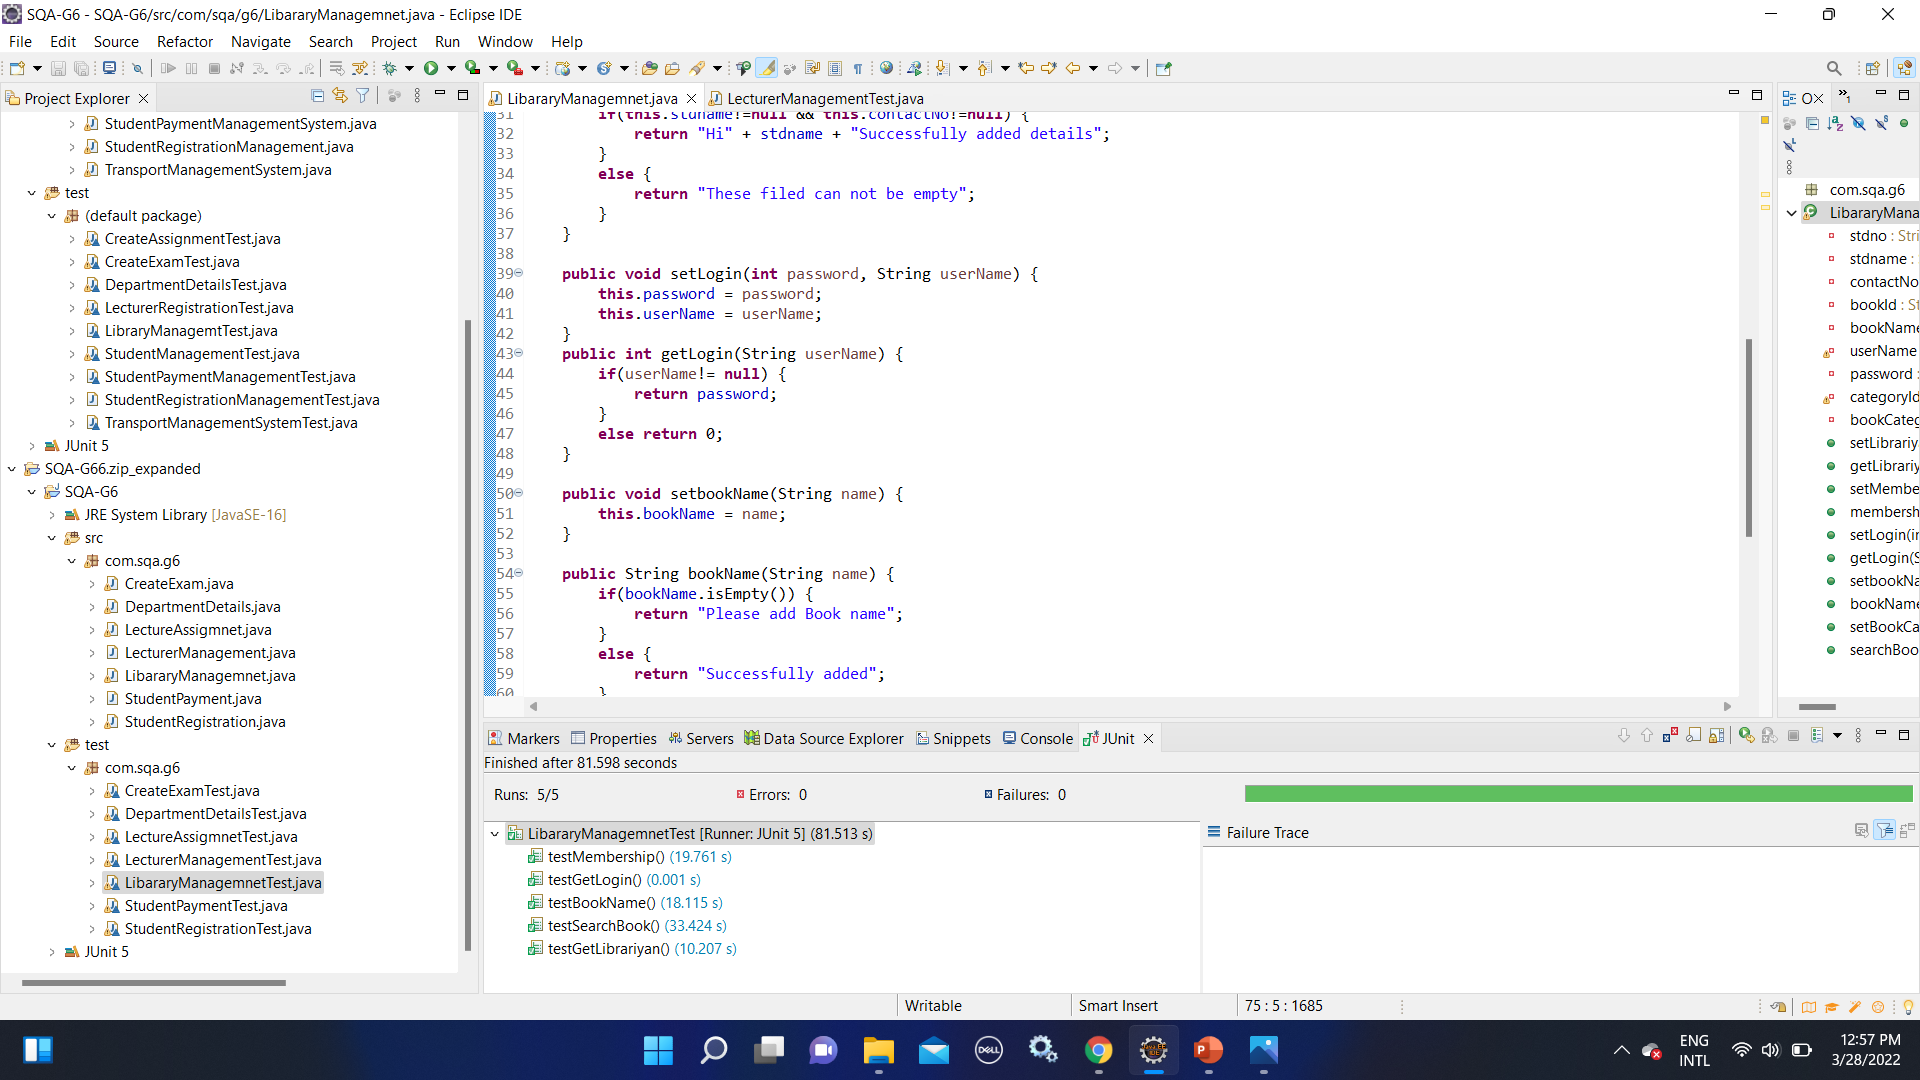 SQA-G6 - SQA-G6/src/com/sqa/g6/LibararyManagemnet.java - Eclipse IDE
File Edit Source Refactor Navigate Search Project Run Window Help
Project Explorer
StudentPaymentManagementSystem.java
StudentRegistrationManagement.java
TransportManagementSystem.java
test
(default package)
CreateAssignmentTest.java
CreateExamTest.java
DepartmentDetailsTest.java
LecturerRegistrationTest.java
LibraryManagemtTest.java
StudentManagementTest.java
StudentPaymentManagementTest.java
StudentRegistrationManagementTest.java
TransportManagementSystemTest.java
JUnit 5
SQA-G66.zip_expanded
SQA-G6
JRE System Library [JavaSE-16]
src
com.sqa.g6
CreateExam.java
DepartmentDetails.java
LectureAssigmnet.java
LecturerManagement.java
LibararyManagemnet.java
StudentPayment.java
StudentRegistration.java
test
com.sqa.g6
CreateExamTest.java
DepartmentDetailsTest.java
LectureAssigmnetTest.java
LecturerManagementTest.java
LibararyManagemnetTest.java
StudentPaymentTest.java
StudentRegistrationTest.java
JUnit 5
LibararyManagemnet.java LecturerManagementTest.java
31 if(this.stdname!=null && this.contactNo!=null) {
32 return "Hi" + stdname + "Successfully added details";
33 }
34 else {
35 return "These filed can not be empty";
36 }
37 }
38
39 public void setLogin(int password, String userName) {
40 this.password = password;
41 this.userName = userName;
42 }
43 public int getLogin(String userName) {
44 if(userName!= null) {
45 return password;
46 }
47 else return 0;
48 }
49
50 public void setbookName(String name) {
51 this.bookName = name;
52 }
53
54 public String bookName(String name) {
55 if(bookName.isEmpty()) {
56 return "Please add Book name";
57 }
58 else {
59 return "Successfully added";
60 }
O
1
com.sqa.g6
LibararyMana
stdno : Stri
stdname :
contactNo
bookId : St
bookName
userName
password :
categoryId
bookCateg
setLibrariy
getLibrariy
setMembe
membersh
setLogin(in
getLogin(S
setbookNa
bookName
setBookCa
searchBoo
Markers Properties Servers Data Source Explorer Snippets Console JUnit
Finished after 81.598 seconds
Runs: 5/5 Errors: 0 Failures: 0
LibararyManagemnetTest [Runner: JUnit 5] (81.513 s)
testMembership() (19.761 s)
testGetLogin() (0.001 s)
testBookName() (18.115 s)
testSearchBook() (33.424 s)
testGetLibrariyan() (10.207 s)
Failure Trace
Writable Smart Insert 75 : 5 : 1685
DELL
ENG
INTL
12:57 PM
3/28/2022